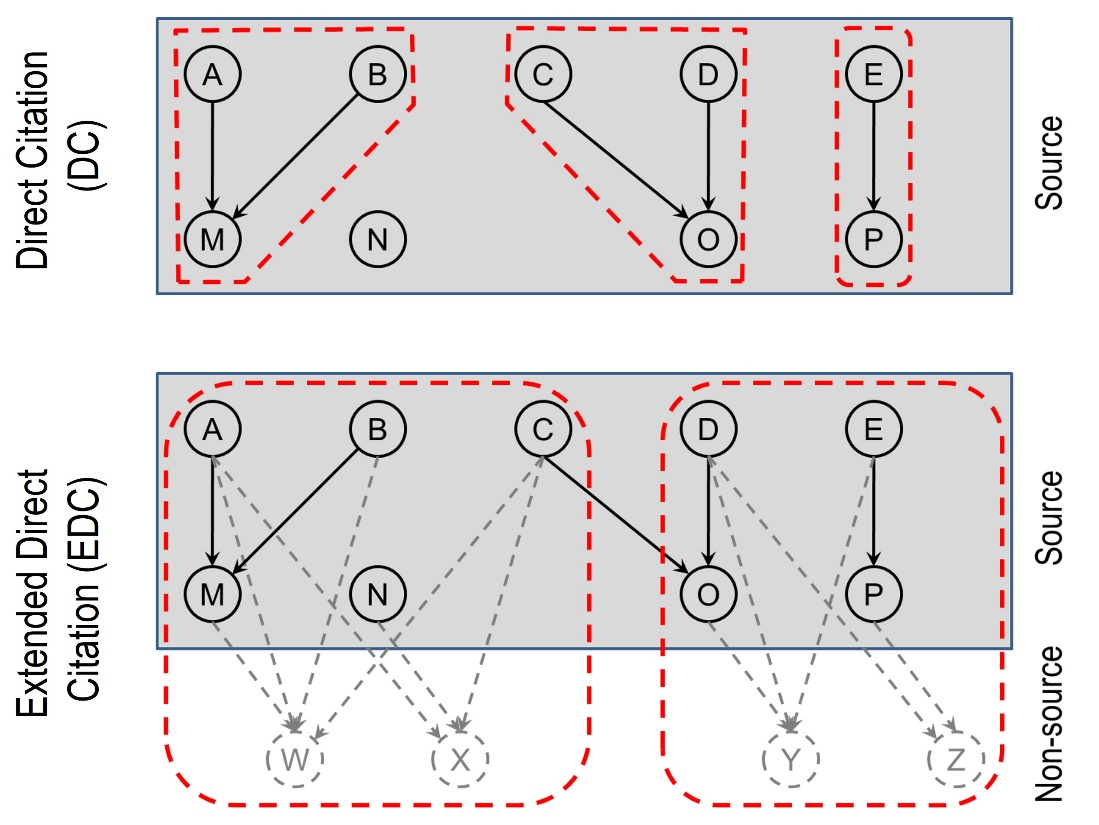 Direct Citation
(DC)
A B C D E
M N O P
Source
Extended Direct
Citation (EDC)
A B C D E
M N O P
Source
W X Y Z
Non-source